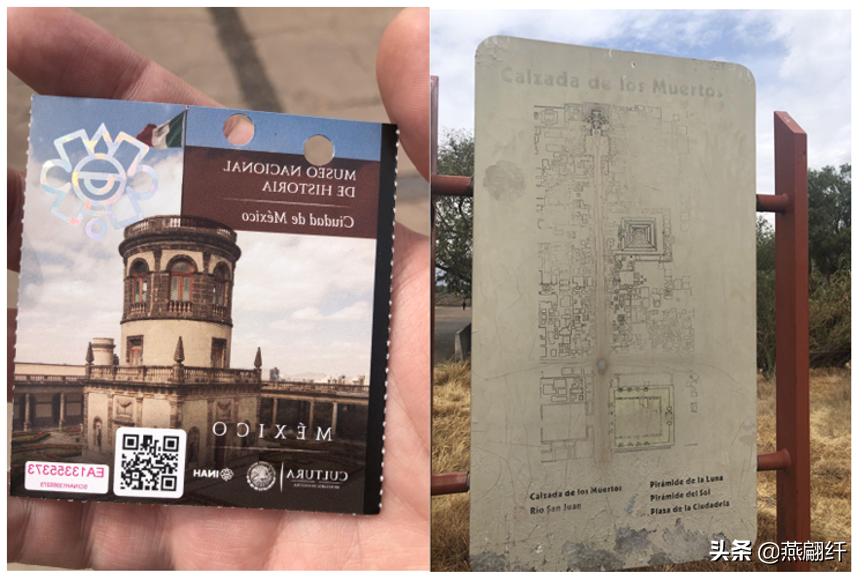 MUSEO NACIONAL
DE HISTORIA
Ciudad de México
MÉXICO
EA13355373
INAH
CULTURA
Calzada de los Muertos
Calzada de los Muertos
Río San Juan
Pirámide de la Luna
Pirámide del Sol
Plaza de la Ciudadela
头条 @燕翩纤